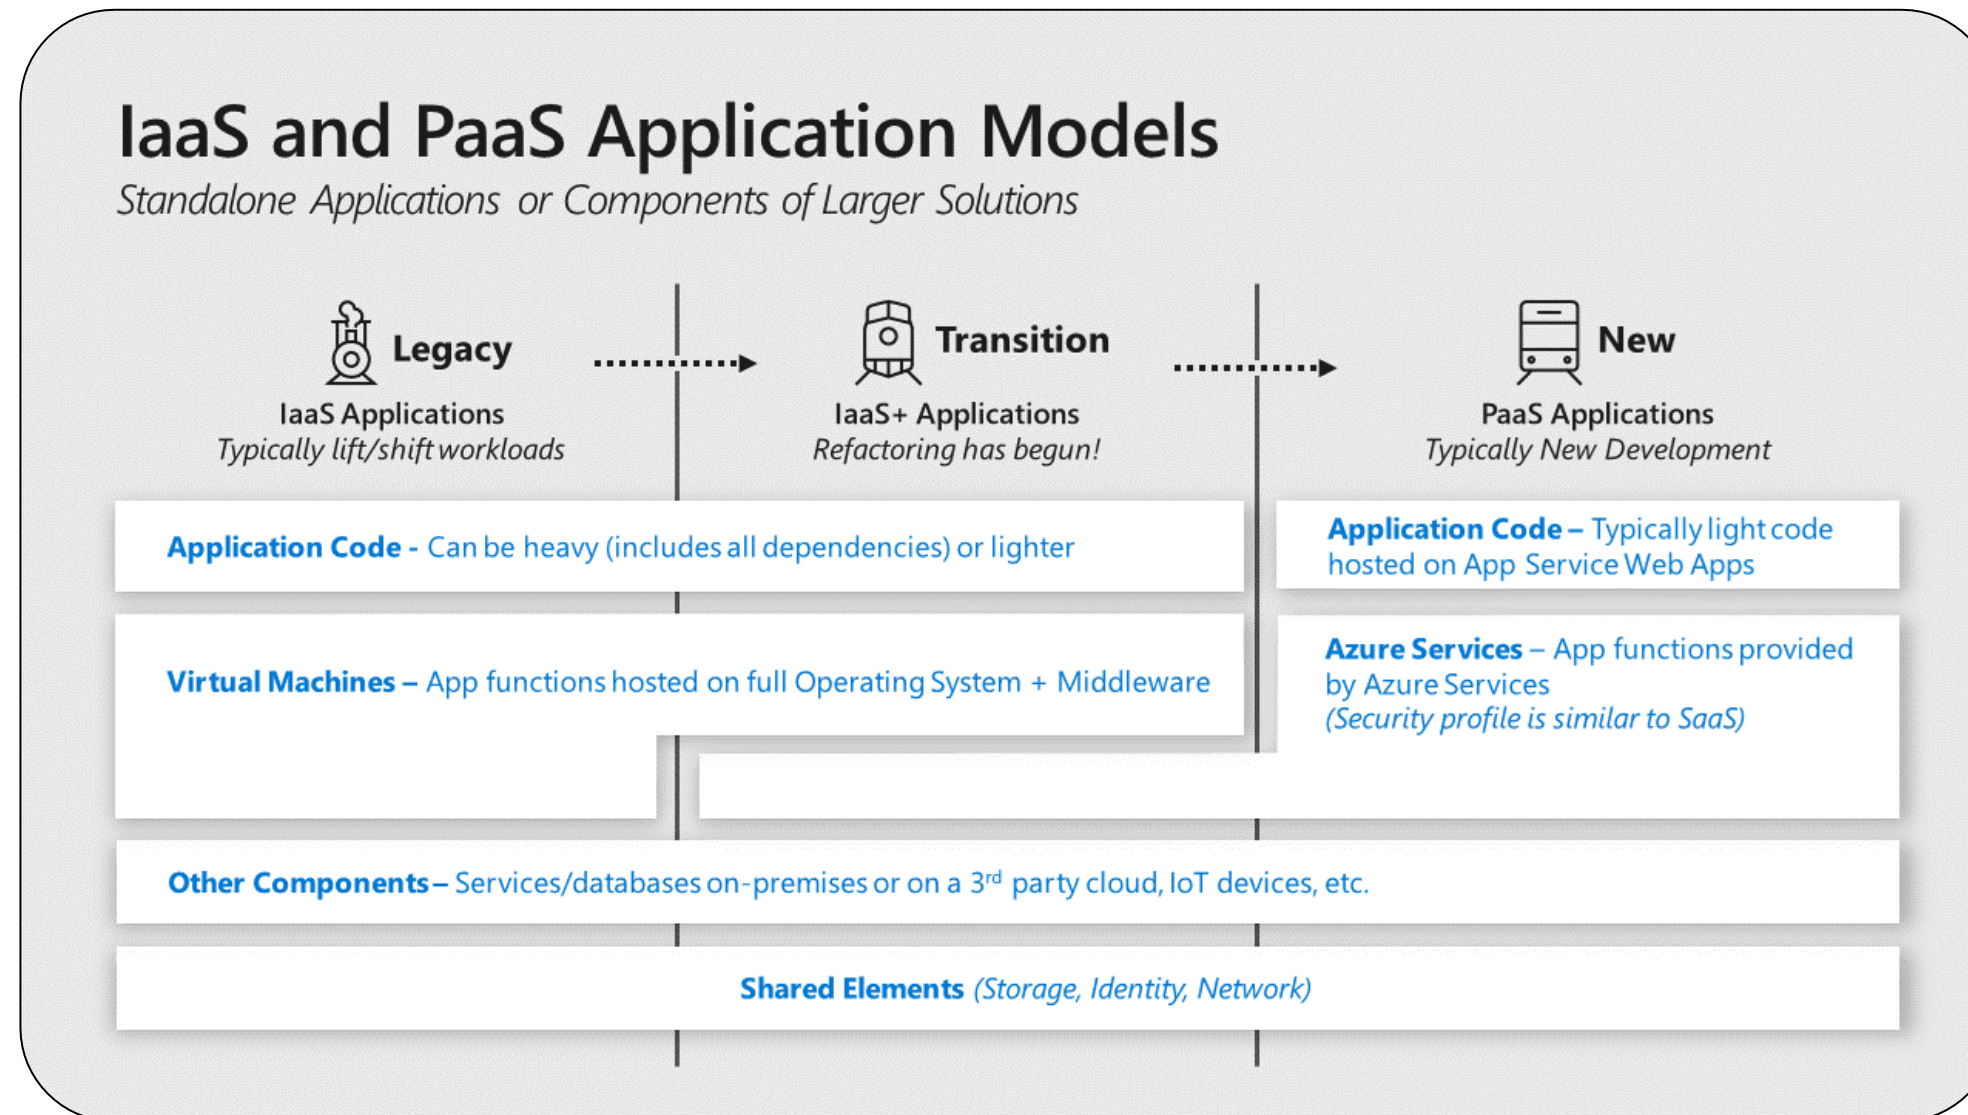 IaaS and PaaS Application Models
Standalone Applications or Components of Larger Solutions
Legacy
IaaS Applications
Typically lift/shift workloads
Transition
IaaS+ Applications
Refactoring has begun!
New
PaaS Applications
Typically New Development
Application Code - Can be heavy (includes all dependencies) or lighter
Application Code – Typically light code
hosted on App Service Web Apps
Virtual Machines – App functions hosted on full Operating System + Middleware
Azure Services – App functions provided
by Azure Services
(Security profile is similar to SaaS)
Other Components – Services/databases on-premises or on a 3rd party cloud, IoT devices, etc.
Shared Elements (Storage, Identity, Network)